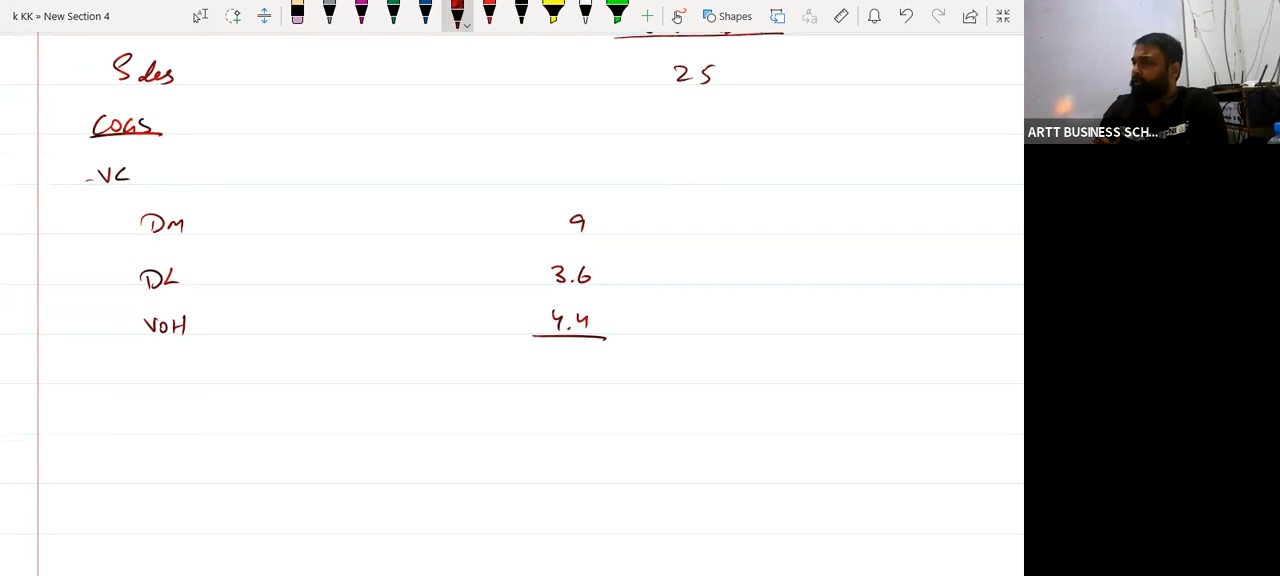 k KK » New Section 4
Shapes
Sales 25
COGS
-VC
DM 9
DL 3.6
VOH 4.4
ARTT BUSINESS SCH...